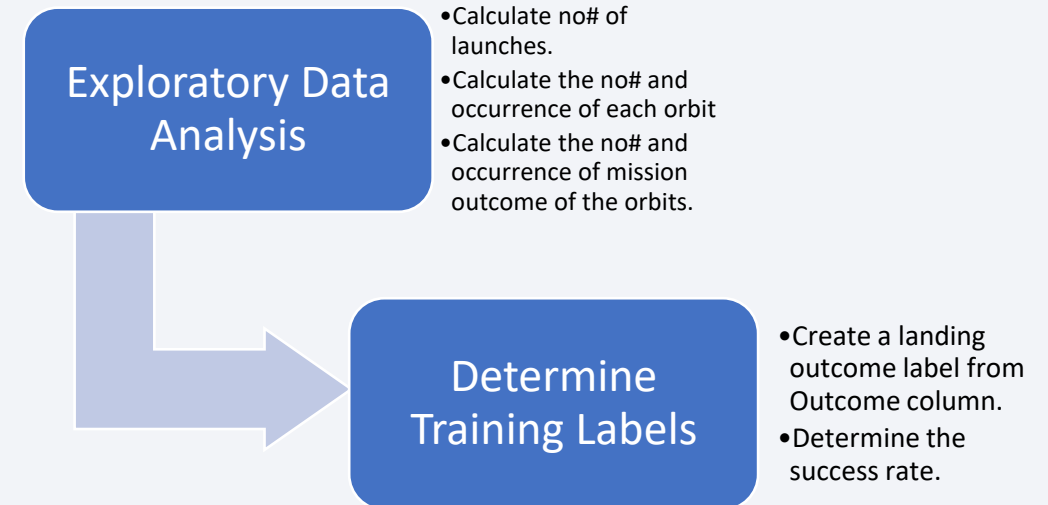 Exploratory Data
Analysis
•Calculate no# of
launches.
•Calculate the no# and
occurrence of each orbit
•Calculate the no# and
occurrence of mission
outcome of the orbits.
Determine
Training Labels
•Create a landing
outcome label from
Outcome column.
•Determine the
success rate.